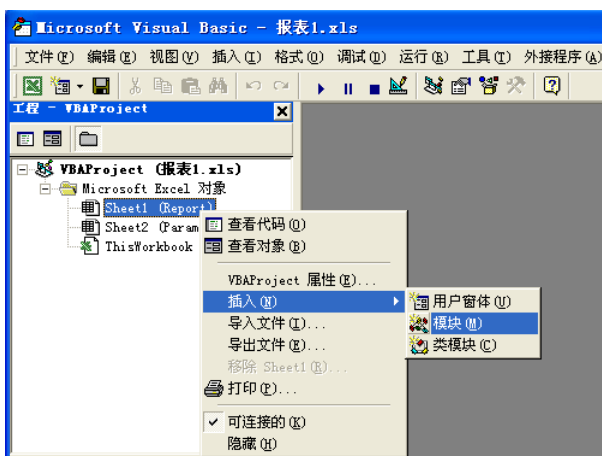 Microsoft Visual Basic - 报表1.xls
文件(F) 编辑(E) 视图(V) 插入(I) 格式(O) 调试(D) 运行(R) 工具(T) 外接程序(A)
工程 - VBAProject
VBAProject (报表1.xls)
Microsoft Excel 对象
Sheet1 (Report)
Sheet2 (Param
ThisWorkbook
查看代码(O)
查看对象(B)
VBAProject 属性(E)...
插入(N)
用户窗体(U)
模块(M)
类模块(C)
导入文件(I)...
导出文件(E)...
移除 Sheet1(R)...
打印(P)...
可连接的(K)
隐藏(H)